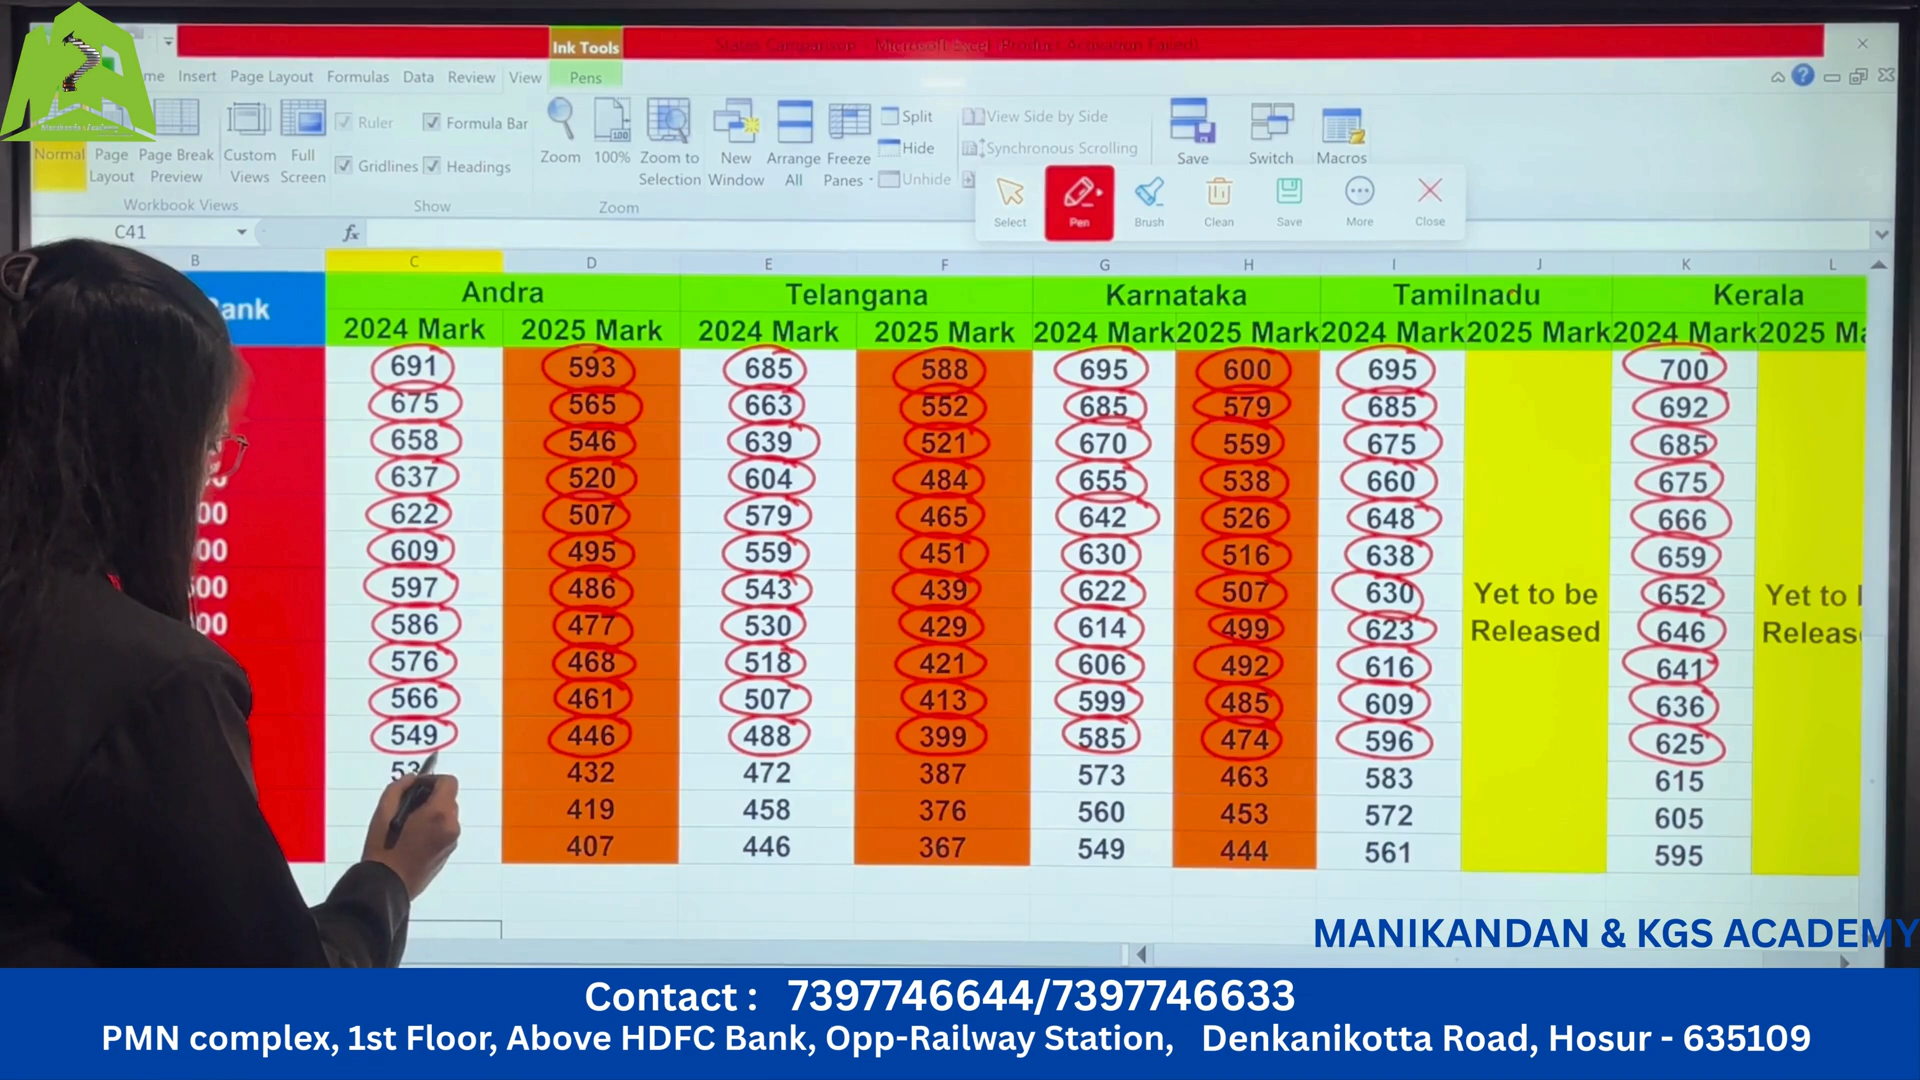 Ink Tools
States Comparison - Microsoft Excel (Product Activation Failed)
me Insert Page Layout Formulas Data Review View Pens
Ruler Formula Bar
Gridlines Headings
Normal Page Layout Page Break Preview Custom Views Full Screen
Zoom 100% Zoom to Selection New Window Arrange All Freeze Panes
Split
Hide
Unhide
View Side by Side
Synchronous Scrolling
Save Switch Macros
Workbook Views Show Zoom
Select Pen Brush Clean Save More Close
C41 fx
B C D E F G H I J K L
ank Andra Telangana Karnataka Tamilnadu Kerala
2024 Mark 2025 Mark 2024 Mark 2025 Mark 2024 Mark 2025 Mark 2024 Mark 2025 Mark 2024 Mark 2025 Ma
691 593 685 588 695 600 695 700
675 565 663 552 685 579 685 692
658 546 639 521 670 559 675 685
637 520 604 484 655 538 660 675
00 622 507 579 465 642 526 648 666
00 609 495 559 451 630 516 638 659
500 597 486 543 439 622 507 630 652
00 586 477 530 429 614 499 623 646
576 468 518 421 606 492 616 641
566 461 507 413 599 485 609 636
549 446 488 399 585 474 596 625
432 472 387 573 463 583 615
419 458 376 560 453 572 605
407 446 367 549 444 561 595
Yet to be
Released
Yet to
Releas
MANIKANDAN & KGS ACADEMY
Contact : 7397746644/7397746633
PMN complex, 1st Floor, Above HDFC Bank, Opp-Railway Station, Denkanikotta Road, Hosur - 635109